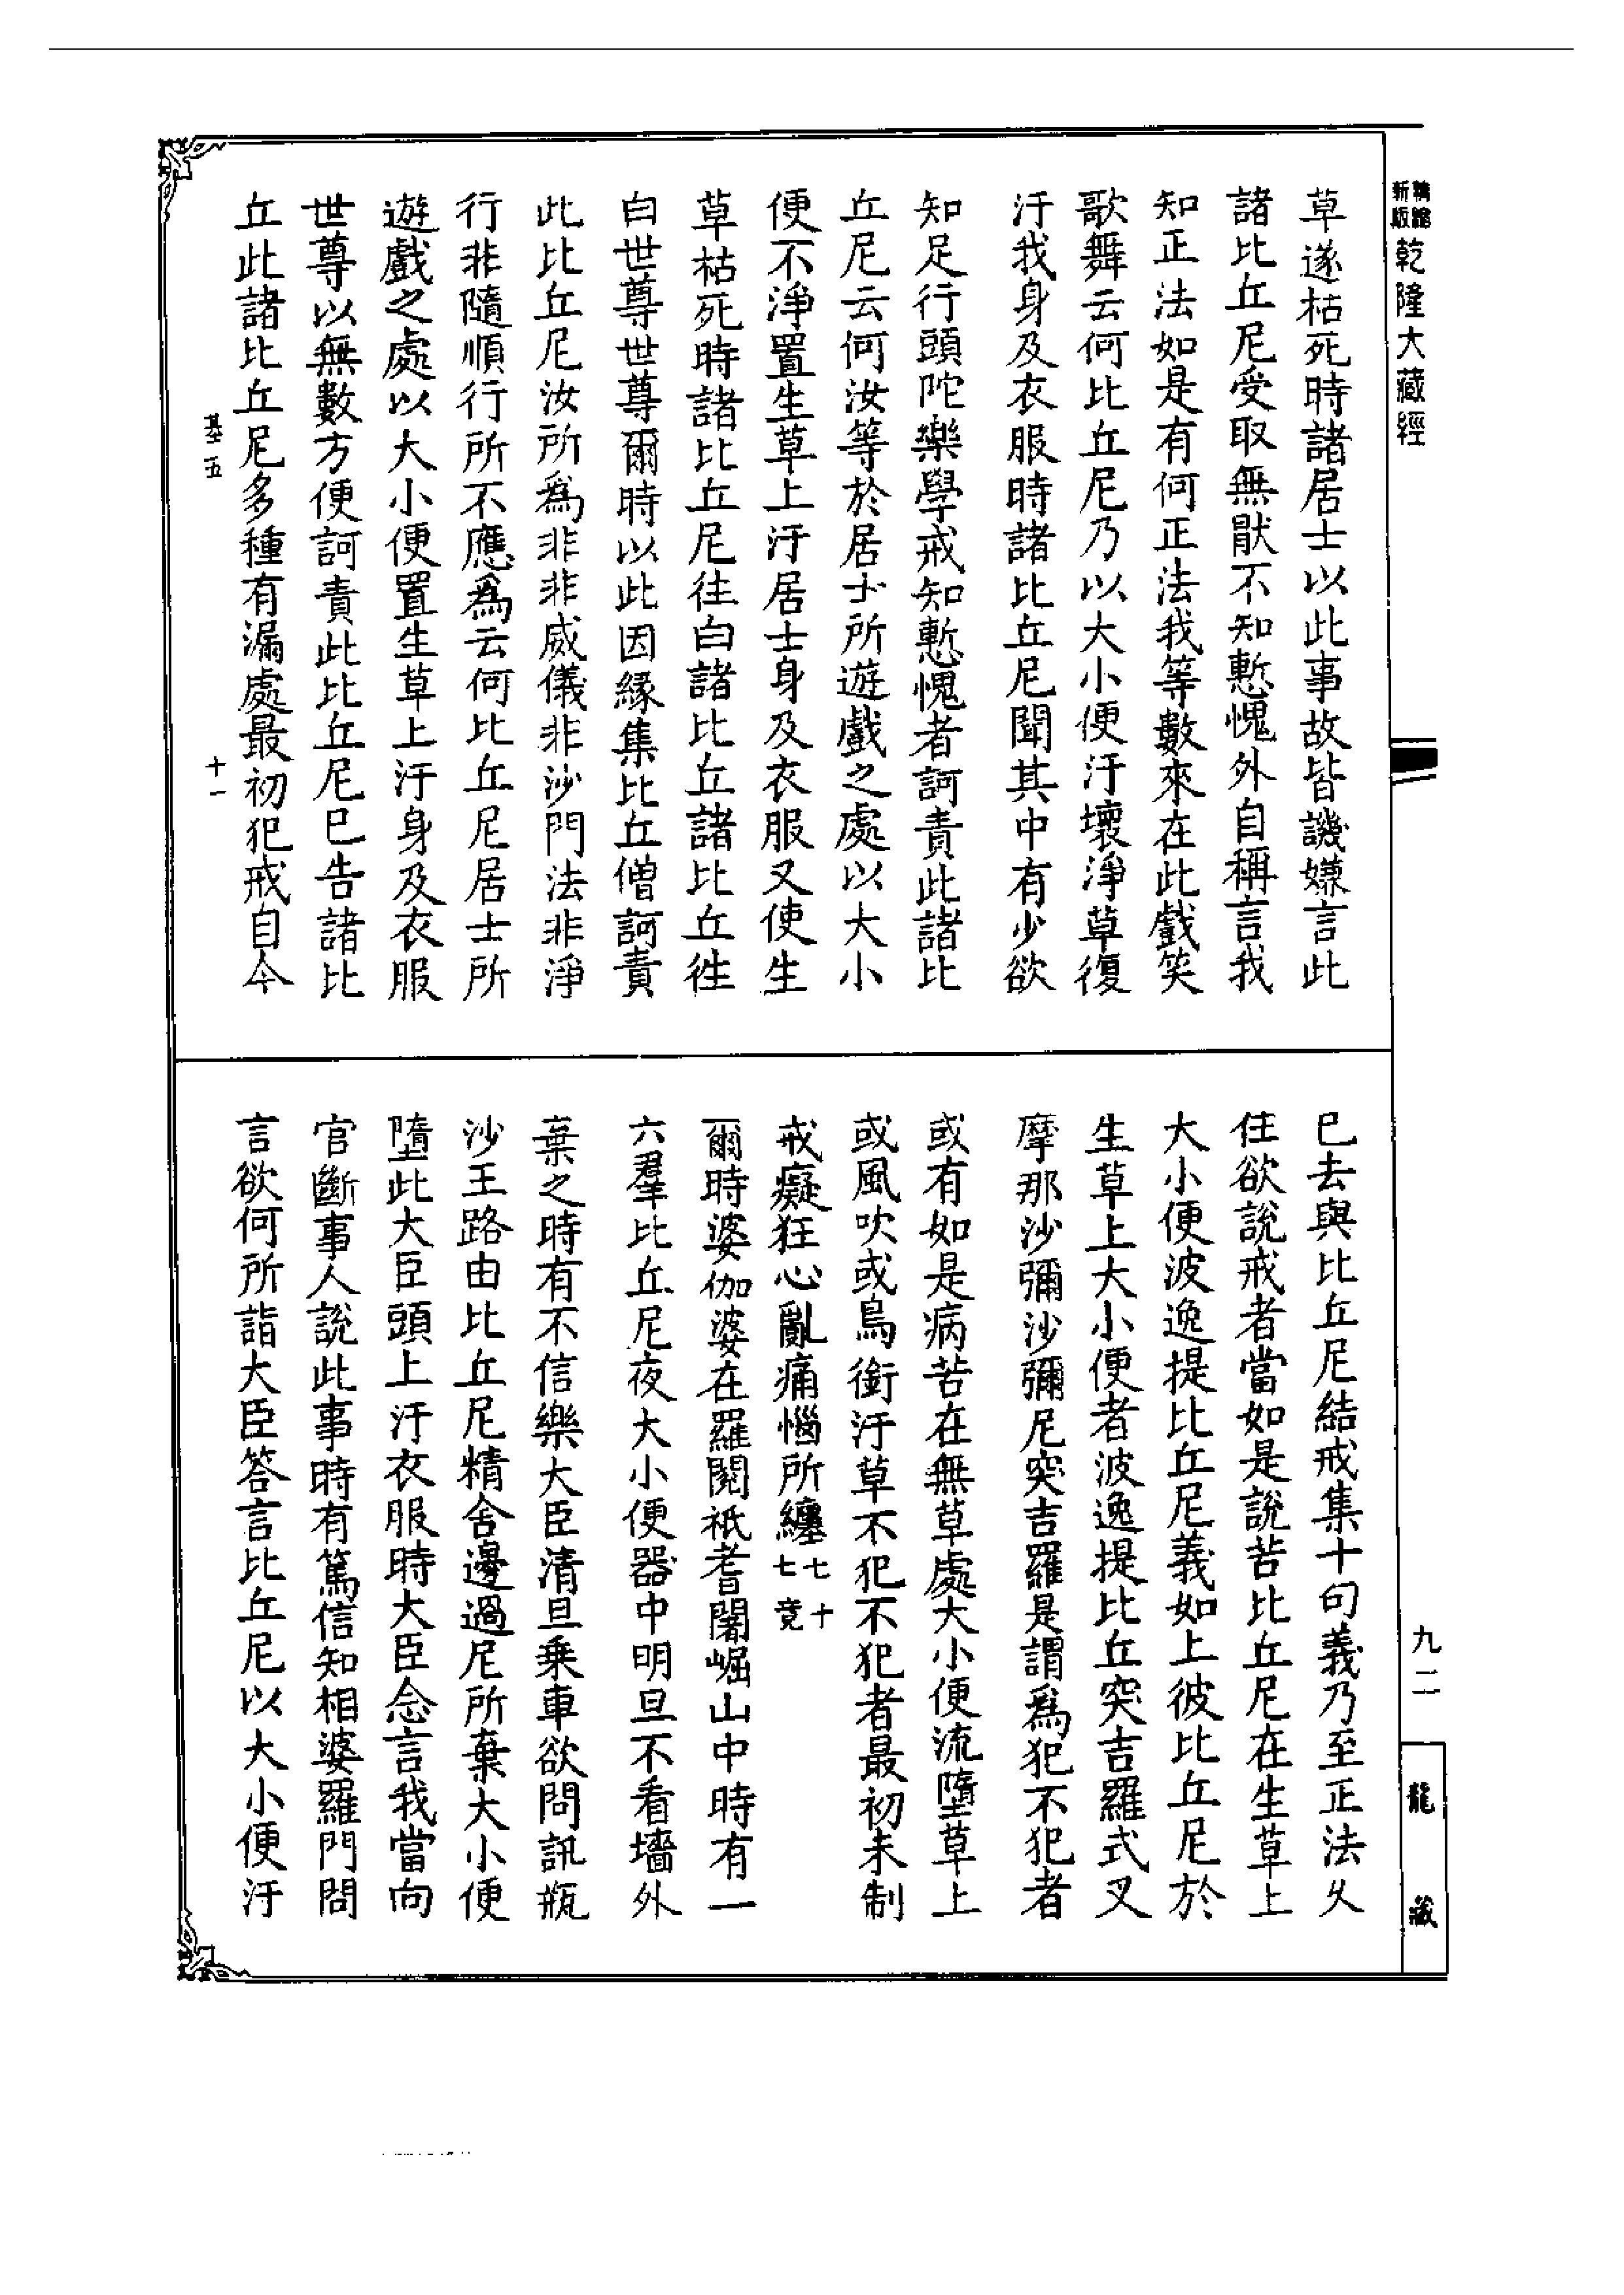 新版乾隆大藏經
草遂枯死時諸居士以此事故皆譏嫌言此
諸比丘尼受取無猒不知慙愧外自稱言我
知正法如是有何正法我等數來在此戲笑
歌舞云何比丘尼乃以大小便汙壞淨草復
汙我身及衣服時諸比丘尼聞其中有少欲
知足行頭陀樂學戒知慙愧者訶責此諸比
丘尼云何汝等於居士所遊戲之處以大小
便不淨置生草上汙居士身及衣服又使生
草枯死時諸比丘尼往白諸比丘諸比丘往
白世尊世尊爾時以此因緣集比丘僧訶責
此比丘尼汝所爲非非威儀非沙門法非淨
行非隨順行所不應爲云何比丘尼居士所
遊戲之處以大小便置生草上汙身及衣服
世尊以無數方便訶責此比丘尼巳告諸比
丘此諸比丘尼多種有漏處最初犯戒自今
基五
十一
巳去與比丘尼結戒集十句義乃至正法久
住欲說戒者當如是說若比丘尼在生草上
大小便波逸提比丘尼義如上彼比丘尼於
生草上大小便者波逸提比丘突吉羅式叉
摩那沙彌沙彌尼突吉羅是謂爲犯不犯者
或有如是病若在無草處大小便流墮草上
或風吹或鳥銜汙草不犯不犯者最初未制
戒癡狂心亂痛惱所纏七十七竟
爾時婆伽婆在羅閱祇耆闍崛山中時有一
六羣比丘尼夜大小便器中明旦不看墻外
棄之時有不信樂大臣清旦乘車欲問訊瓶
沙王路由比丘尼精舍邊過尼所棄大小便
墮此大臣頭上汙衣服時大臣念言我當向
官斷事人說此事時有篤信知相婆羅門問
言欲何所詣大臣答言比丘尼以大小便汙
九二
龍藏